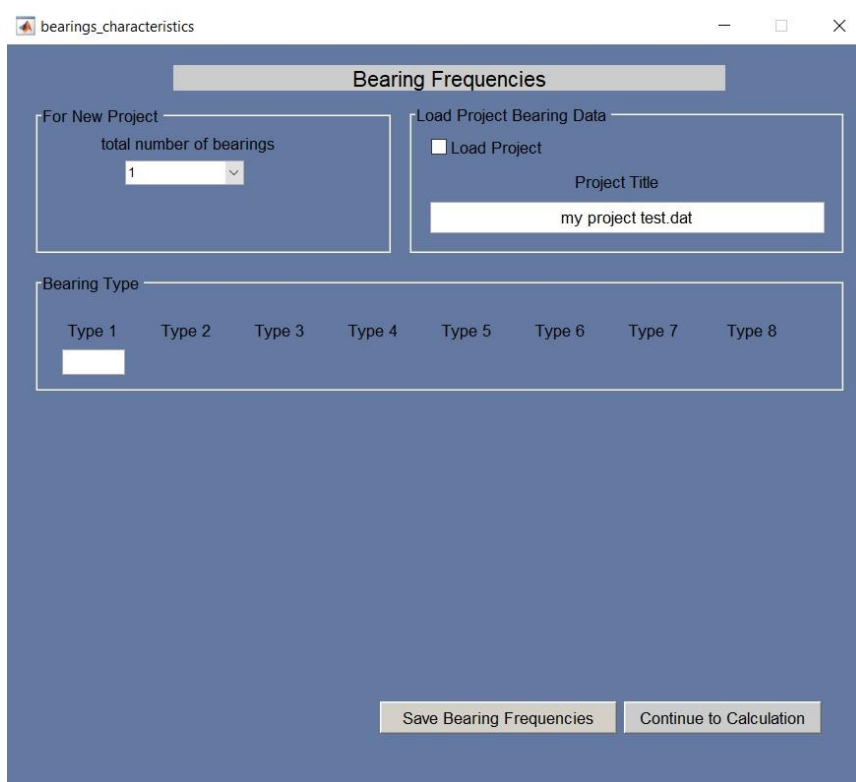 bearings_characteristics
Bearing Frequencies
For New Project
total number of bearings
1
Load Project Bearing Data
Load Project
Project Title
my project test.dat
Bearing Type
Type 1 Type 2 Type 3 Type 4 Type 5 Type 6 Type 7 Type 8
Save Bearing Frequencies Continue to Calculation